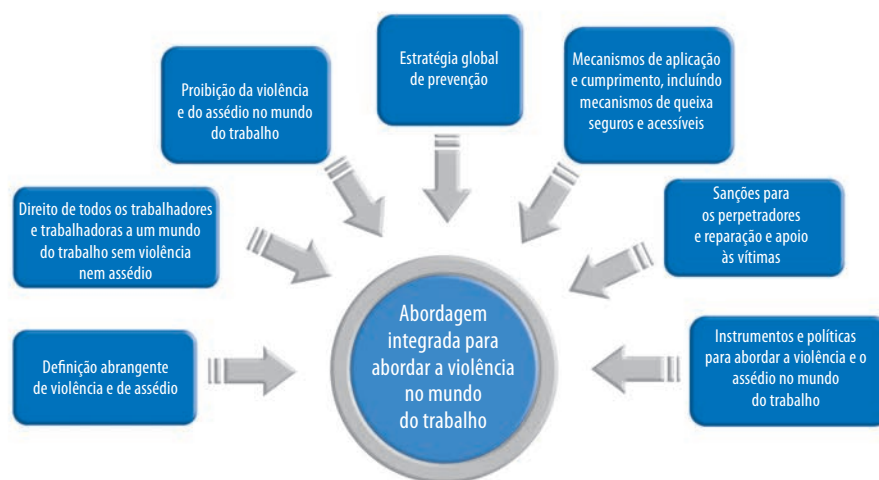 Estratégia global
de prevenção
Mecanismos de aplicação
e cumprimento, incluíndo
mecanismos de queixa
seguros e acessíveis
Proibição da violência
e do assédio no mundo
do trabalho
Direito de todos os trabalhadores
e trabalhadoras a um mundo
do trabalho sem violência
nem assédio
Sanções para
os perpetradores
e reparação e apoio
às vítimas
Definição abrangente
de violência e de assédio
Abordagem
integrada para
abordar a violência
no mundo
do trabalho
Instrumentos e políticas
para abordar a violência e o
assédio no mundo
do trabalho